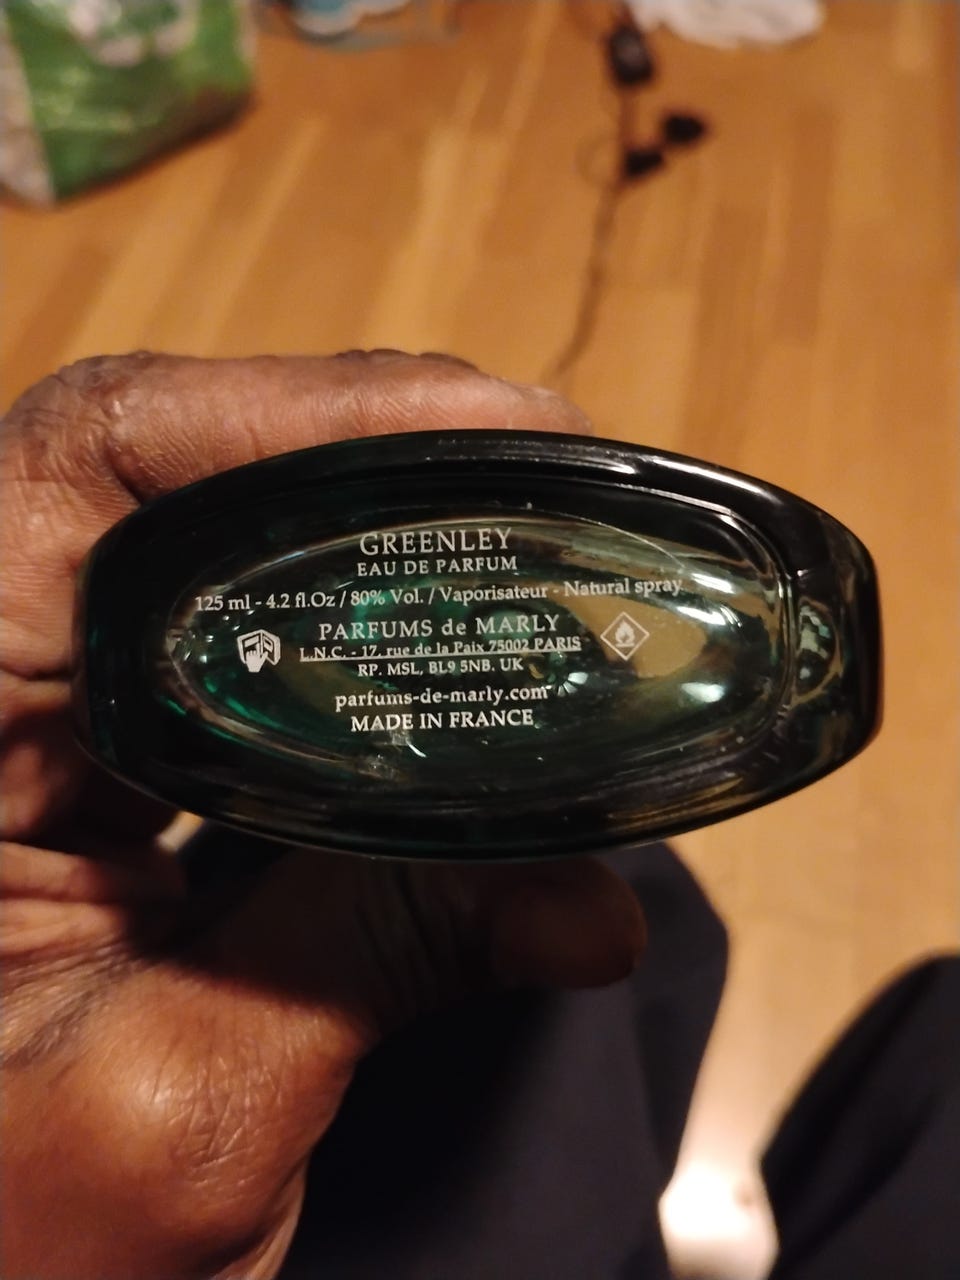 GREENLEY
EAU DE PARFUM
125 ml - 4.2 fl.Oz / 80% Vol. / Vaporisateur - Natural spray
PARFUMS de MARLY
L.N.C. - 17, rue de la Paix 75002 PARIS
RP. MSL, BL9 5NB. UK
parfums-de-marly.com
MADE IN FRANCE